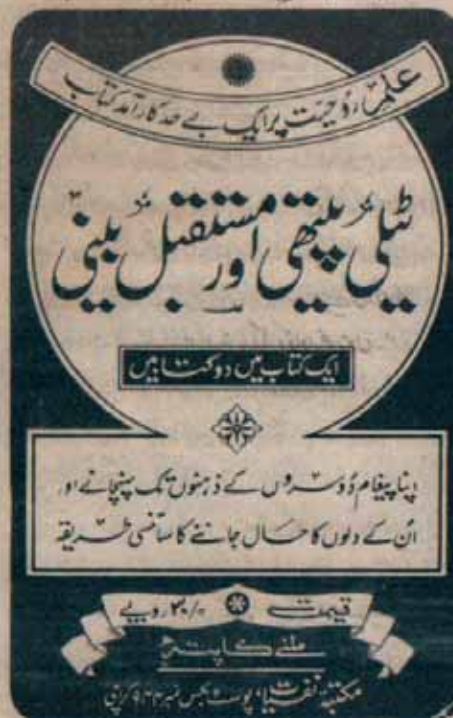 علم روحیت پر ایک بے حد کارآمد کتاب
ٹیلی پیتھی اور مستقبل بینی
ایک کتاب میں دو کتابیں
اپنا پیغام دوسروں کے ذہنوں تک پہنچانے اور
اُن کے دلوں کا حال جاننے کا سائنسی طریقہ
قیمت ۳۰/= روپے
ملنے کا پتہ
مکتبہ نفسیات، پوسٹ بکس نمبر کراچی